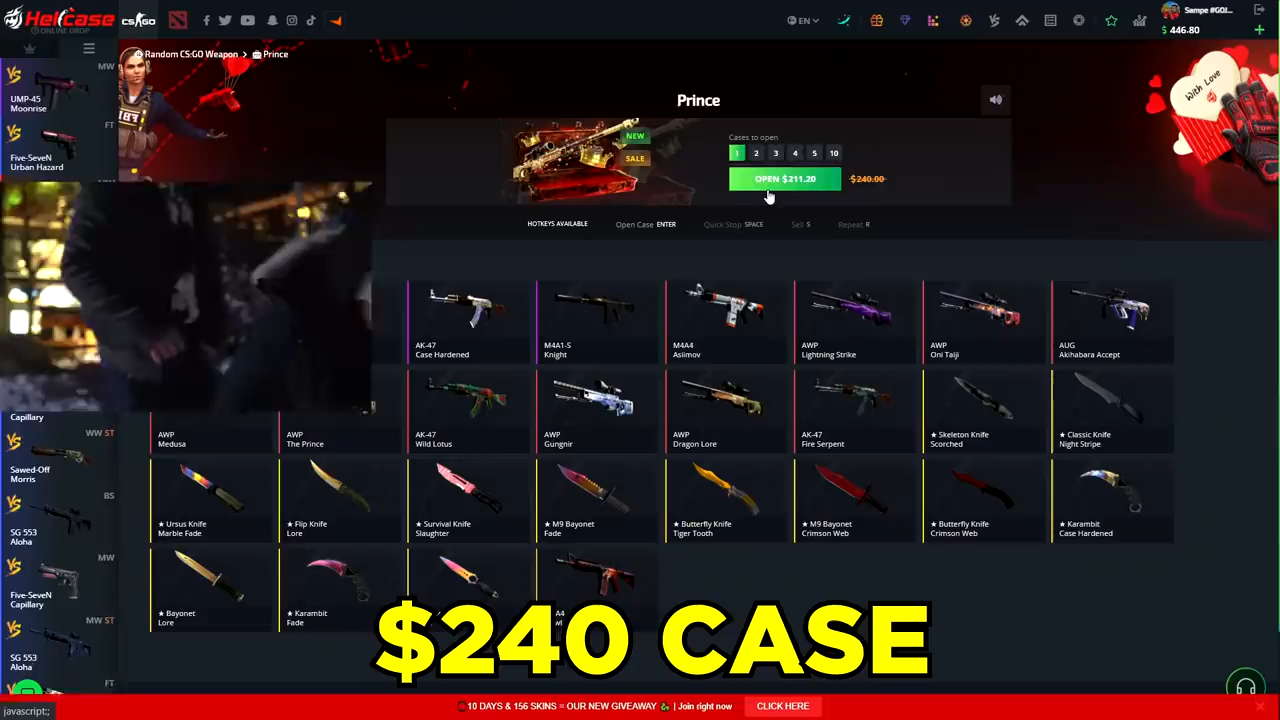 HELCASE
ONLINE DROP
CS:GO
EN
Sampe #GOJ...
$ 446.80
Random CS:GO Weapon > Prince
MW
UMP-45
Moonrise
FT
Five-SeveN
Urban Hazard
Capillary
WW ST
Sawed-Off
Morris
BS
SG 553
Aloha
MW
Five-SeveN
Capillary
MW ST
SG 553
Aloha
FT
Prince
With Love
NEW
SALE
Cases to open
1 2 3 4 5 10
OPEN $211.20 $240.00
HOTKEYS AVAILABLE Open Case ENTER Quick Stop SPACE Sell S Repeat R
AK-47
Case Hardened
M4A1-S
Knight
M4A4
Asiimov
AWP
Lightning Strike
AWP
Oni Taiji
AUG
Akihabara Accept
AWP
Medusa
AWP
The Prince
AK-47
Wild Lotus
AWP
Gungnir
AWP
Dragon Lore
AK-47
Fire Serpent
★ Skeleton Knife
Scorched
★ Classic Knife
Night Stripe
★ Ursus Knife
Marble Fade
★ Flip Knife
Lore
★ Survival Knife
Slaughter
★ M9 Bayonet
Fade
★ Butterfly Knife
Tiger Tooth
★ M9 Bayonet
Crimson Web
★ Butterfly Knife
Crimson Web
★ Karambit
Case Hardened
★ Bayonet
Lore
★ Karambit
Fade
$240 CASE
10 DAYS & 156 SKINS = OUR NEW GIVEAWAY | Join right now CLICK HERE
javascript:;